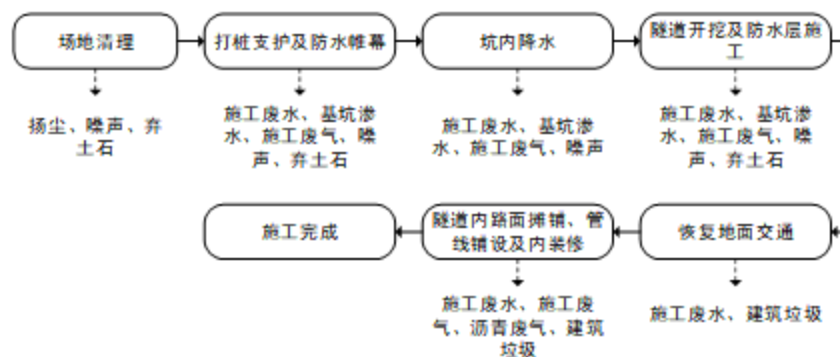 场地清理
打桩支护及防水帷幕
坑内降水
隧道开挖及防水层施
工
扬尘、噪声、弃
土石
施工废水、基坑渗
水、施工废气、噪
声、弃土石
施工废水、基坑渗
水、施工废气、噪声
施工废水、基坑渗
水、施工废气、噪
声、弃土石
施工完成
隧道内路面摊铺、管
线铺设及内装修
恢复地面交通
施工废水、施工废
气、沥青废气、建筑
垃圾
施工废水、建筑垃圾